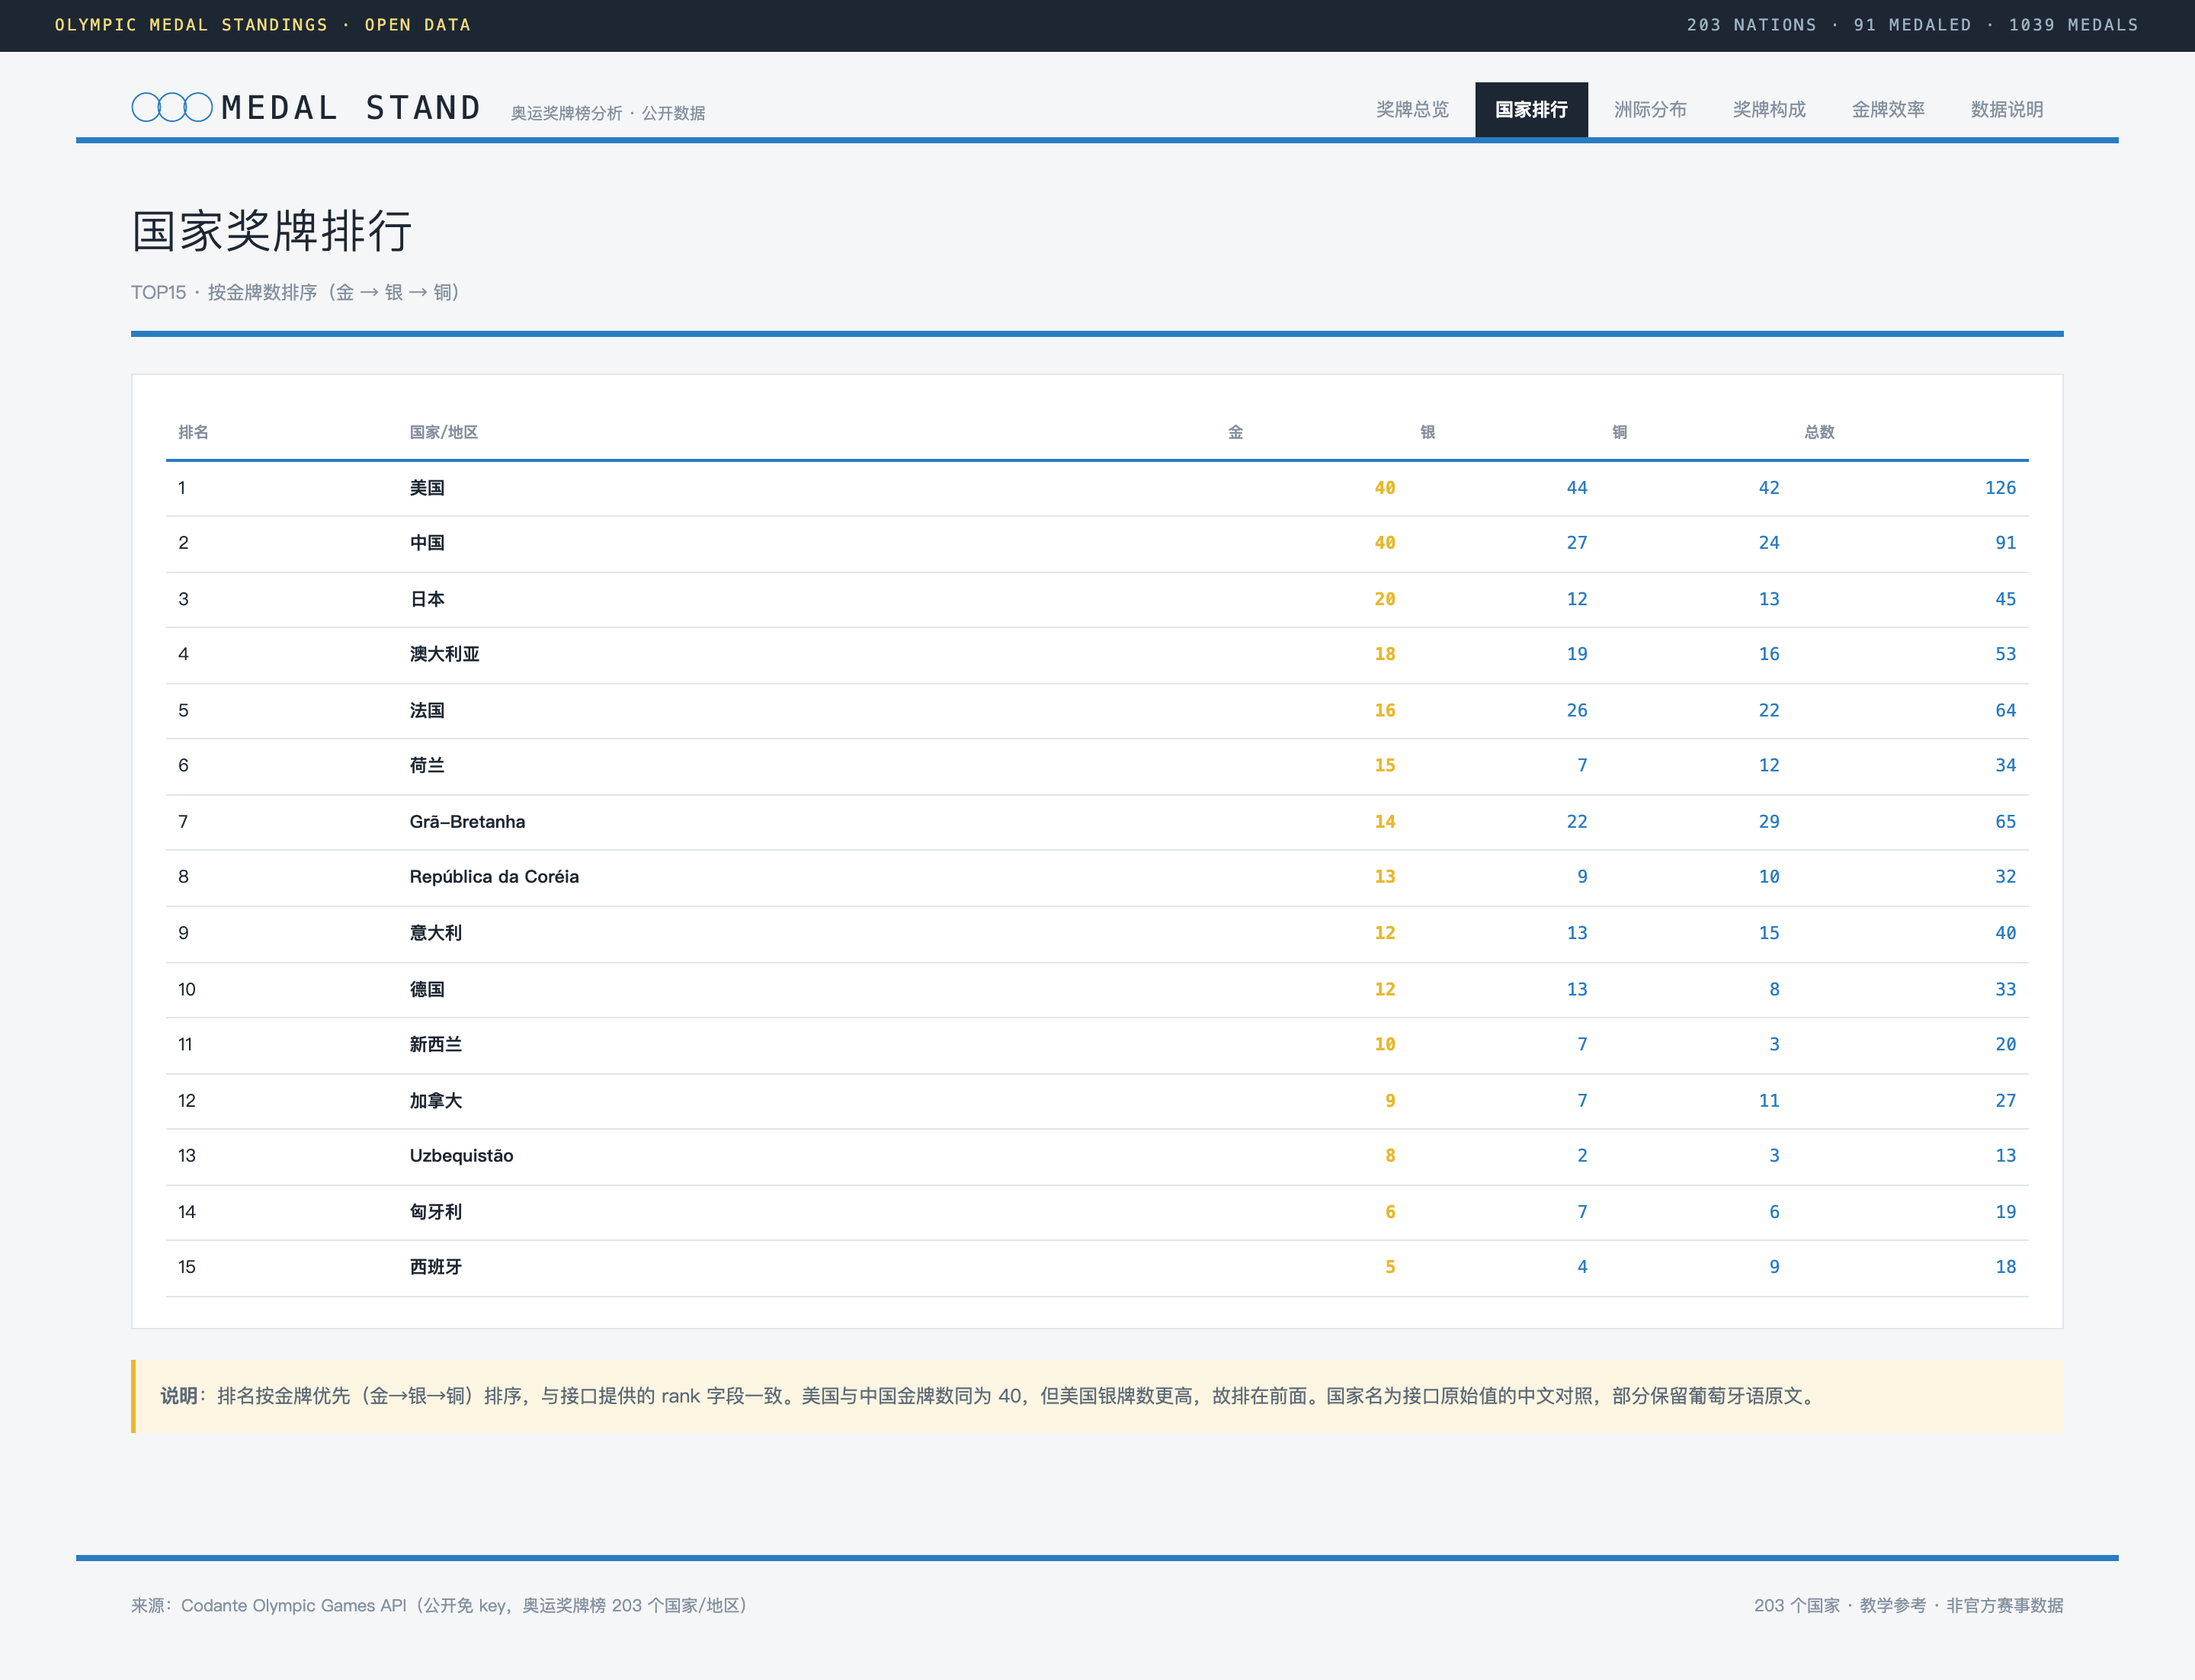 OLYMPIC MEDAL STANDINGS · OPEN DATA
203 NATIONS · 91 MEDALED · 1039 MEDALS
MEDAL STAND 奥运奖牌榜分析 · 公开数据
奖牌总览 国家排行 洲际分布 奖牌构成 金牌效率 数据说明
国家奖牌排行
TOP15 · 按金牌数排序（金 → 银 → 铜）
排名 国家/地区 金 银 铜 总数
1 美国 40 44 42 126
2 中国 40 27 24 91
3 日本 20 12 13 45
4 澳大利亚 18 19 16 53
5 法国 16 26 22 64
6 荷兰 15 7 12 34
7 Grã-Bretanha 14 22 29 65
8 República da Coréia 13 9 10 32
9 意大利 12 13 15 40
10 德国 12 13 8 33
11 新西兰 10 7 3 20
12 加拿大 9 7 11 27
13 Uzbequistão 8 2 3 13
14 匈牙利 6 7 6 19
15 西班牙 5 4 9 18
说明：排名按金牌优先（金→银→铜）排序，与接口提供的 rank 字段一致。美国与中国金牌数同为 40，但美国银牌数更高，故排在前面。国家名为接口原始值的中文对照，部分保留葡萄牙语原文。
来源：Codante Olympic Games API（公开免 key，奥运奖牌榜 203 个国家/地区）
203 个国家 · 教学参考 · 非官方赛事数据